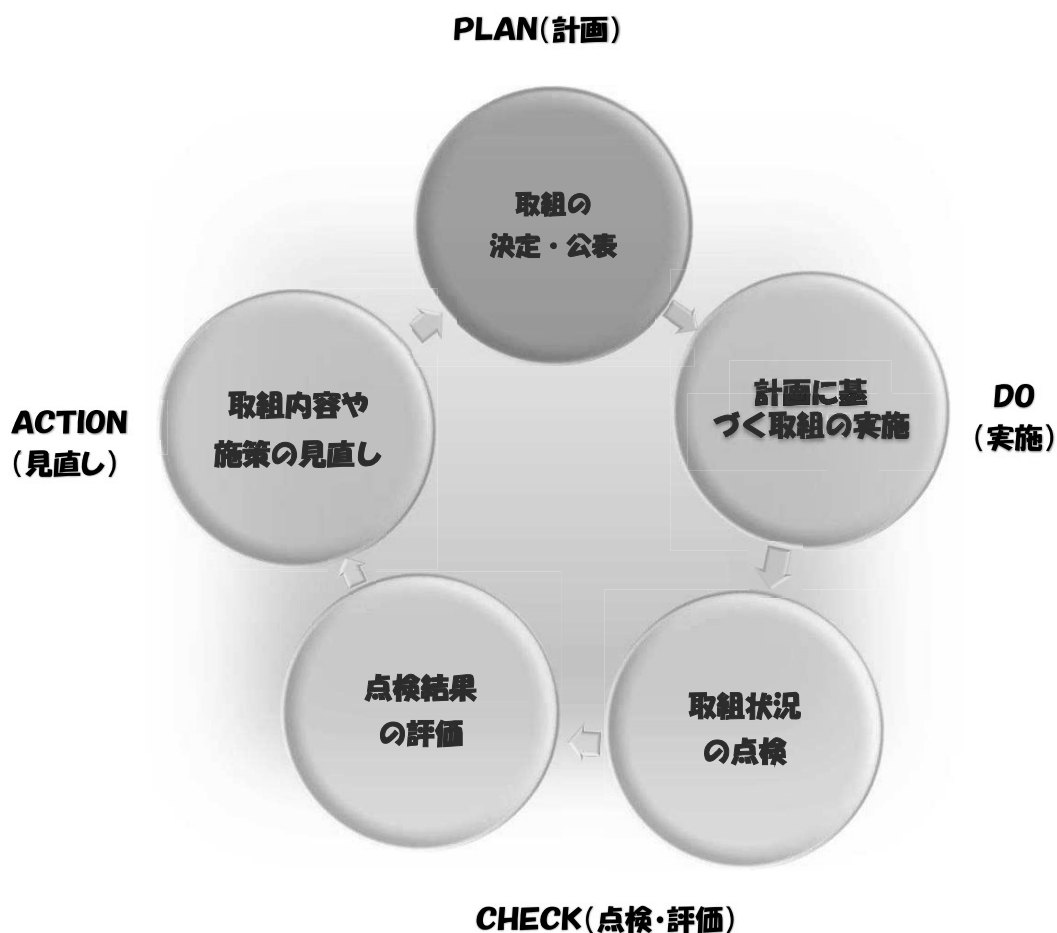 PLAN(計画)
取組の
決定・公表
計画に基
づく取組の実施
DO
(実施)
取組状況
の点検
CHECK(点検・評価)
点検結果
の評価
取組内容や
施策の見直し
ACTION
(見直し)